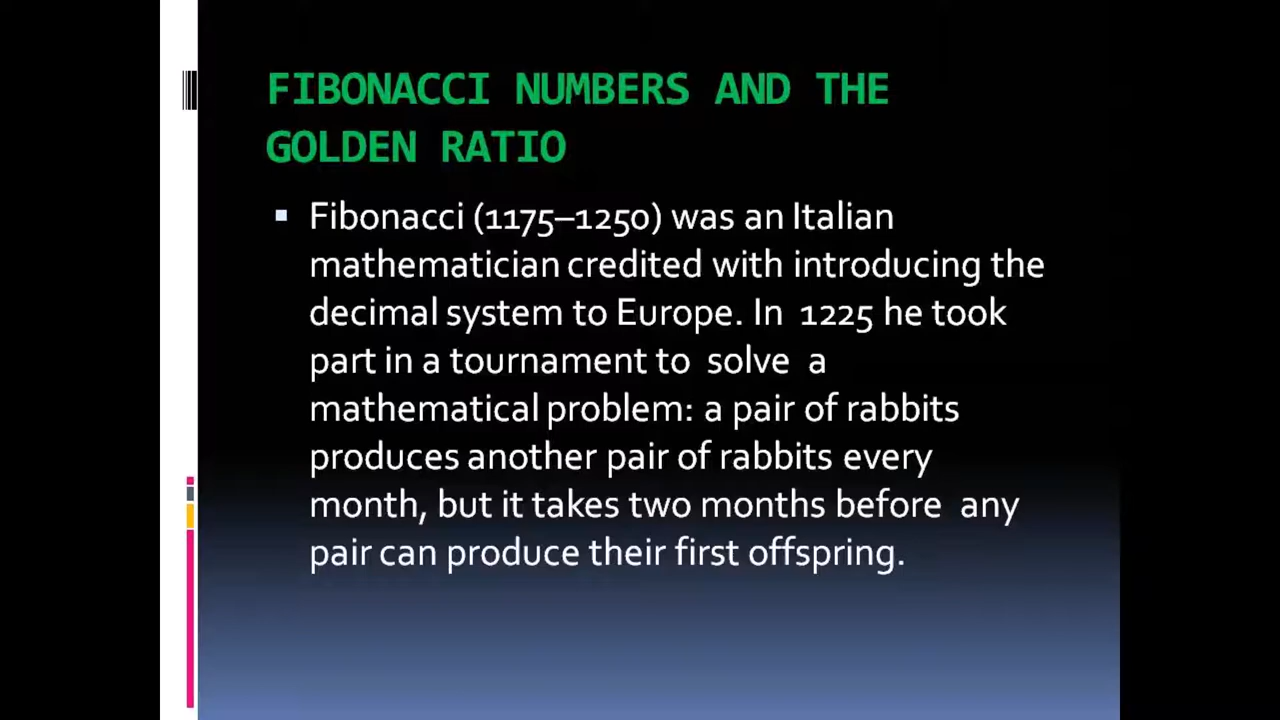 FIBONACCI NUMBERS AND THE
GOLDEN RATIO
▪ Fibonacci (1175–1250) was an Italian
mathematician credited with introducing the
decimal system to Europe. In 1225 he took
part in a tournament to solve a
mathematical problem: a pair of rabbits
produces another pair of rabbits every
month, but it takes two months before any
pair can produce their first offspring.